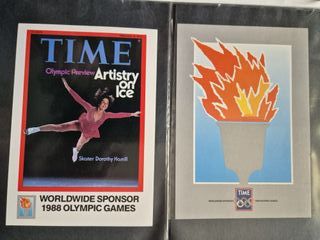 TIME
Olympic Preview
Artistry
on
Ice
Skater Dorothy Hamill
WORLDWIDE SPONSOR
1988 OLYMPIC GAMES
TIME